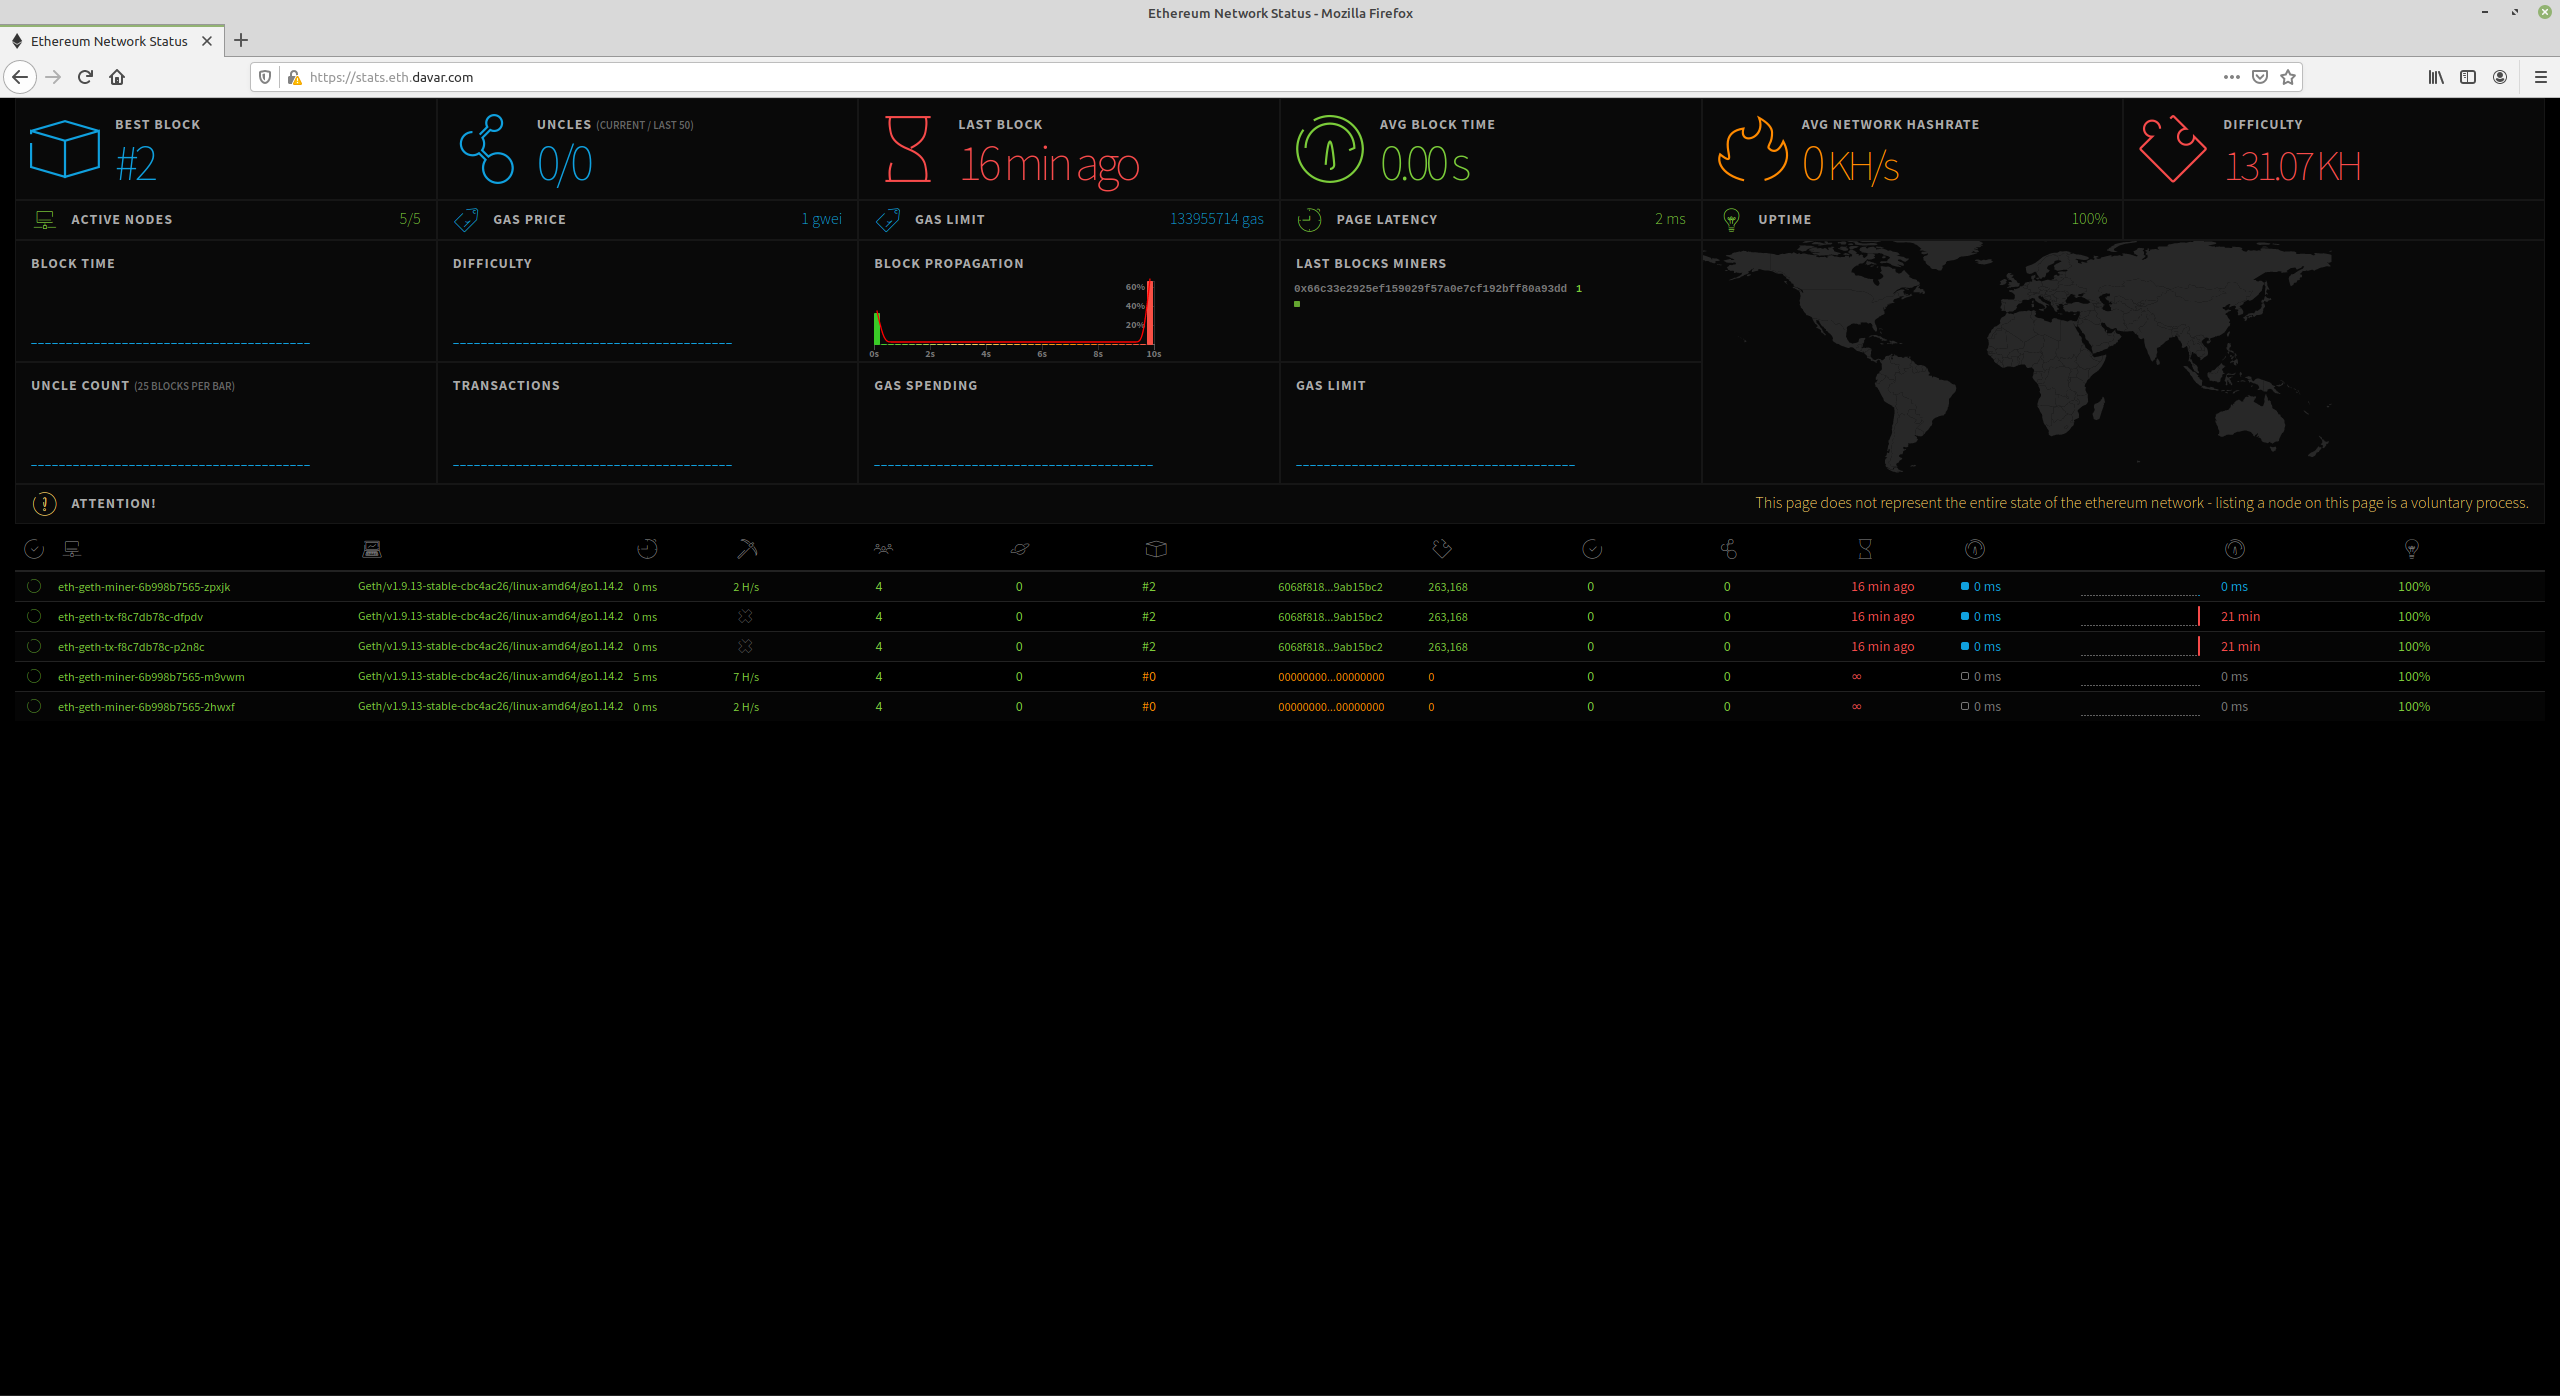 Ethereum Network Status - Mozilla Firefox
Ethereum Network Status
https://stats.eth.davar.com
BEST BLOCK
#2
UNCLES (CURRENT / LAST 50)
0/0
LAST BLOCK
16 min ago
AVG BLOCK TIME
0.00 s
AVG NETWORK HASHRATE
0 KH/s
DIFFICULTY
131.07 KH
ACTIVE NODES 5/5
GAS PRICE 1 gwei
GAS LIMIT 133955714 gas
PAGE LATENCY 2 ms
UPTIME 100%
BLOCK TIME
DIFFICULTY
BLOCK PROPAGATION
60%
40%
20%
0s 2s 4s 6s 8s 10s
LAST BLOCKS MINERS
0x66c33e2925ef159029f57a0e7cf192bff80a93dd 1
UNCLE COUNT (25 BLOCKS PER BAR)
TRANSACTIONS
GAS SPENDING
GAS LIMIT
ATTENTION! This page does not represent the entire state of the ethereum network - listing a node on this page is a voluntary process.
eth-geth-miner-6b998b7565-zpxjk Geth/v1.9.13-stable-cbc4ac26/linux-amd64/go1.14.2 0 ms 2 H/s 4 0 #2 6068f818...9ab15bc2 263,168 0 0 16 min ago 0 ms 0 ms 100%
eth-geth-tx-f8c7db78c-dfpdv Geth/v1.9.13-stable-cbc4ac26/linux-amd64/go1.14.2 0 ms 4 0 #2 6068f818...9ab15bc2 263,168 0 0 16 min ago 0 ms 21 min 100%
eth-geth-tx-f8c7db78c-p2n8c Geth/v1.9.13-stable-cbc4ac26/linux-amd64/go1.14.2 0 ms 4 0 #2 6068f818...9ab15bc2 263,168 0 0 16 min ago 0 ms 21 min 100%
eth-geth-miner-6b998b7565-m9vwm Geth/v1.9.13-stable-cbc4ac26/linux-amd64/go1.14.2 5 ms 7 H/s 4 0 #0 00000000...00000000 0 0 0 ∞ 0 ms 0 ms 100%
eth-geth-miner-6b998b7565-2hwxf Geth/v1.9.13-stable-cbc4ac26/linux-amd64/go1.14.2 0 ms 2 H/s 4 0 #0 00000000...00000000 0 0 0 ∞ 0 ms 0 ms 100%